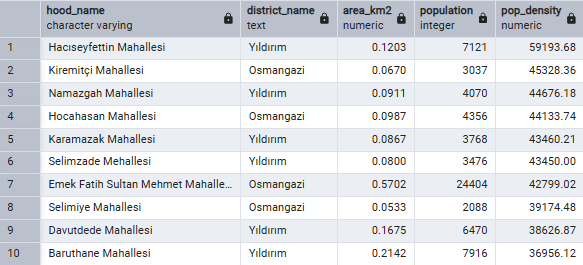 hood_name district_name area_km2 population pop_density
character varying text numeric integer numeric
1 Hacıseyfettin Mahallesi Yıldırım 0.1203 7121 59193.68
2 Kiremitçi Mahallesi Osmangazi 0.0670 3037 45328.36
3 Namazgah Mahallesi Yıldırım 0.0911 4070 44676.18
4 Hocahasan Mahallesi Osmangazi 0.0987 4356 44133.74
5 Karamazak Mahallesi Yıldırım 0.0867 3768 43460.21
6 Selimzade Mehallesi Yıldırım 0.0800 3476 43450.00
7 Emek Fatih Sultan Mehmet Mahalle... Osmangazi 0.5702 24404 42799.02
8 Selimiye Mahallesi Osmangazi 0.0533 2088 39174.48
9 Davutdede Mahallesi Yıldırım 0.1675 6470 38626.87
10 Baruthane Mahallesi Yıldırım 0.2142 7916 36956.12